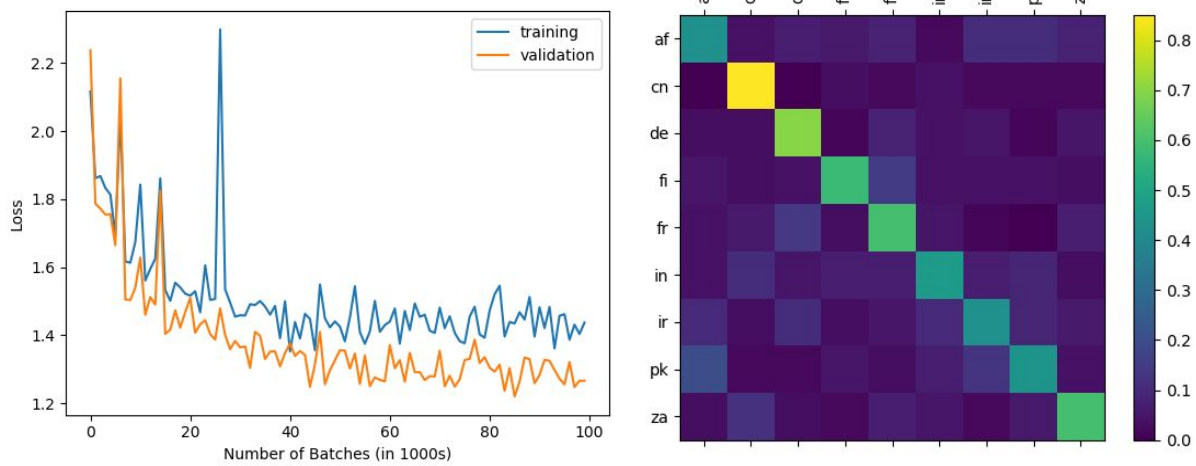 training
validation
2.2
2.0
1.8
1.6
1.4
1.2
Loss
0
20
40
60
80
100
Number of Batches (in 1000s)
af
cn
de
fi
fr
in
ir
pk
za
0.8
0.7
0.6
0.5
0.4
0.3
0.2
0.1
0.0